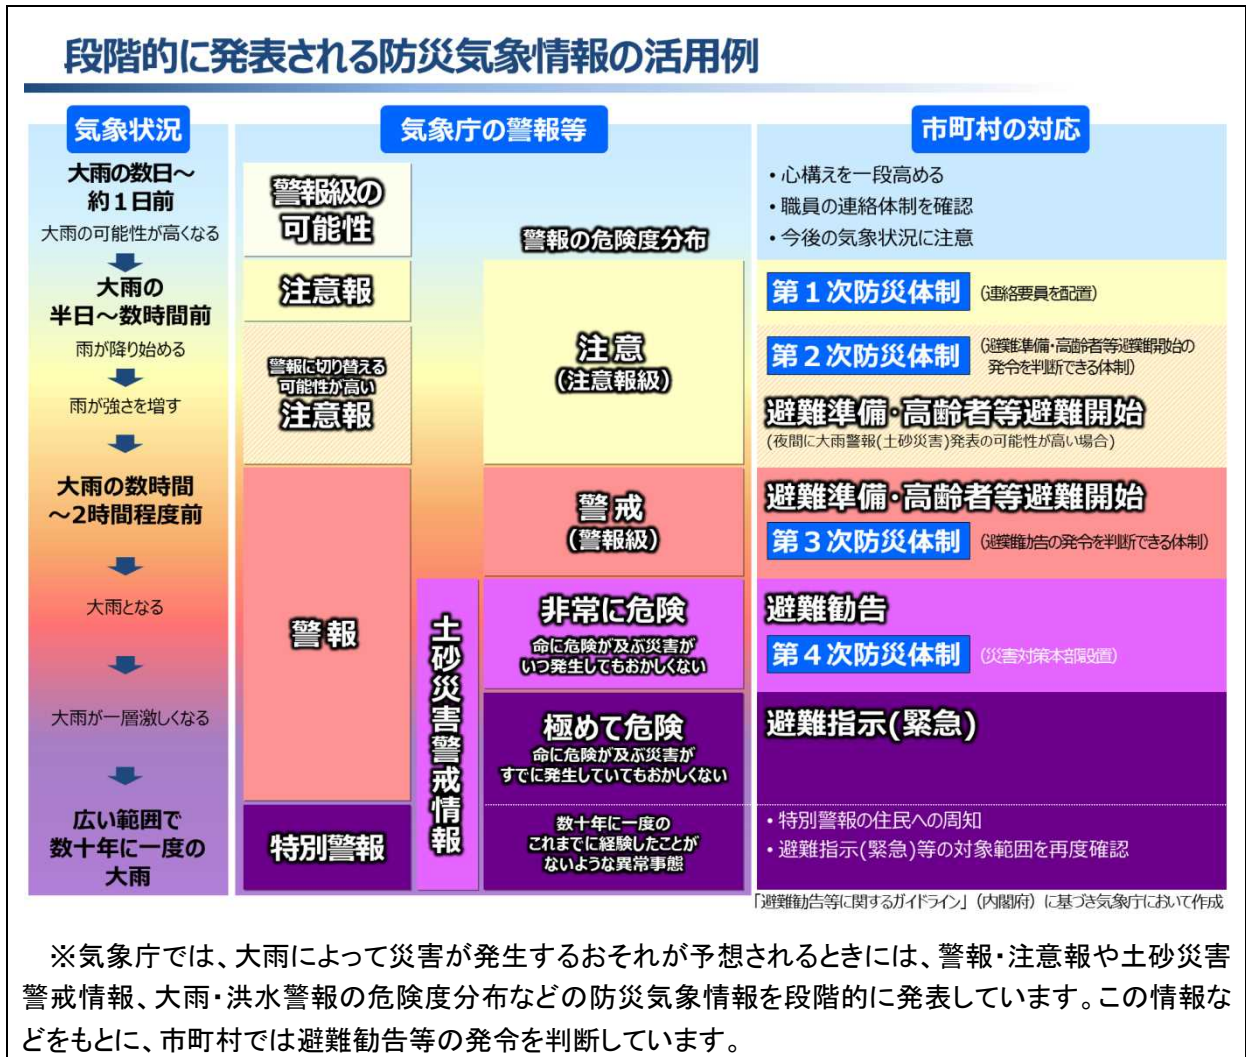 段階的に発表される防災気象情報の活用例
気象状況
大雨の数日～
約１日前
大雨の可能性が高くなる
大雨の
半日～数時間前
雨が降り始める
雨が強さを増す
大雨の数時間
～2時間程度前
大雨となる
大雨が一層激しくなる
広い範囲で
数十年に一度の
大雨
気象庁の警報等
警報級の
可能性
注意報
警報に切り替える
可能性が高い
注意報
警報
特別警報
土砂災害警戒情報
警報の危険度分布
注意
(注意報級)
警戒
(警報級)
非常に危険
命に危険が及ぶ災害が
いつ発生してもおかしくない
極めて危険
命に危険が及ぶ災害が
すでに発生していてもおかしくない
数十年に一度の
これまでに経験したことが
ないような異常事態
市町村の対応
・心構えを一段高める
・職員の連絡体制を確認
・今後の気象状況に注意
第１次防災体制 (連絡要員を配置)
第２次防災体制 (避難準備・高齢者等避難開始の
発令を判断できる体制)
避難準備・高齢者等避難開始
(夜間に大雨警報(土砂災害)発表の可能性が高い場合)
避難準備・高齢者等避難開始
第３次防災体制 (避難勧告の発令を判断できる体制)
避難勧告
第４次防災体制 (災害対策本部設置)
避難指示(緊急)
・特別警報の住民への周知
・避難指示(緊急)等の対象範囲を再度確認
「避難勧告等に関するガイドライン」（内閣府）に基づき気象庁において作成
※気象庁では、大雨によって災害が発生するおそれが予想されるときには、警報・注意報や土砂災害
警戒情報、大雨・洪水警報の危険度分布などの防災気象情報を段階的に発表しています。この情報な
どをもとに、市町村では避難勧告等の発令を判断しています。